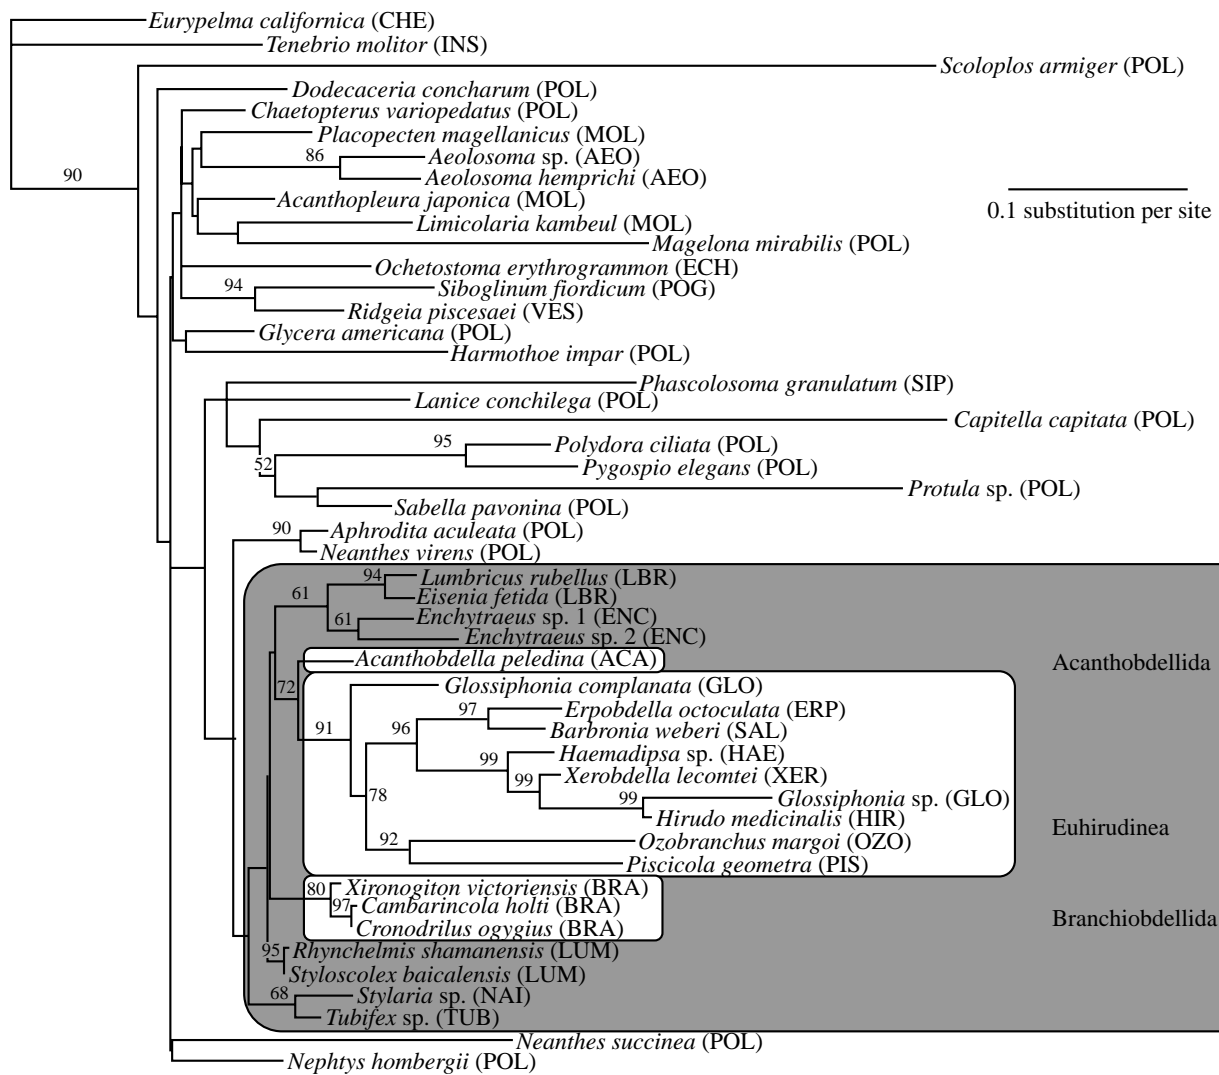 Eurypelma californica (CHE)
Tenebrio molitor (INS)
Scoloplos armiger (POL)
Dodecaceria concharum (POL)
Chaetopterus variopedatus (POL)
Placopecten magellanicus (MOL)
86
Aeolosoma sp. (AEO)
Aeolosoma hemprichi (AEO)
90
Acanthopleura japonica (MOL)
0.1 substitution per site
Limicolaria kambeul (MOL)
Magelona mirabilis (POL)
Ochetostoma erythrogrammon (ECH)
94
Siboglinum fiordicum (POG)
Ridgeia piscesaei (VES)
Glycera americana (POL)
Harmothoe impar (POL)
Phascolosoma granulatum (SIP)
Lanice conchilega (POL)
Capitella capitata (POL)
95
Polydora ciliata (POL)
52
Pygospio elegans (POL)
Protula sp. (POL)
Sabella pavonina (POL)
90
Aphrodita aculeata (POL)
Neanthes virens (POL)
94
Lumbricus rubellus (LBR)
61
Eisenia fetida (LBR)
61
Enchytraeus sp. 1 (ENC)
Enchytraeus sp. 2 (ENC)
Acanthobdella peledina (ACA)
Acanthobdellida
72
Glossiphonia complanata (GLO)
97
Erpobdella octoculata (ERP)
91
96
Barbronia weberi (SAL)
99
Haemadipsa sp. (HAE)
99
Xerobdella lecomtei (XER)
78
99
Glossiphonia sp. (GLO)
Hirudo medicinalis (HIR)
Euhirudinea
92
Ozobranchus margoi (OZO)
Piscicola geometra (PIS)
80
Xironogiton victoriensis (BRA)
97
Cambarincola holti (BRA)
Branchiobdellida
Cronodrilus ogygius (BRA)
95
Rhynchelmis shamanensis (LUM)
Styloscolex baicalensis (LUM)
68
Stylaria sp. (NAI)
Tubifex sp. (TUB)
Neanthes succinea (POL)
Nephtys hombergii (POL)